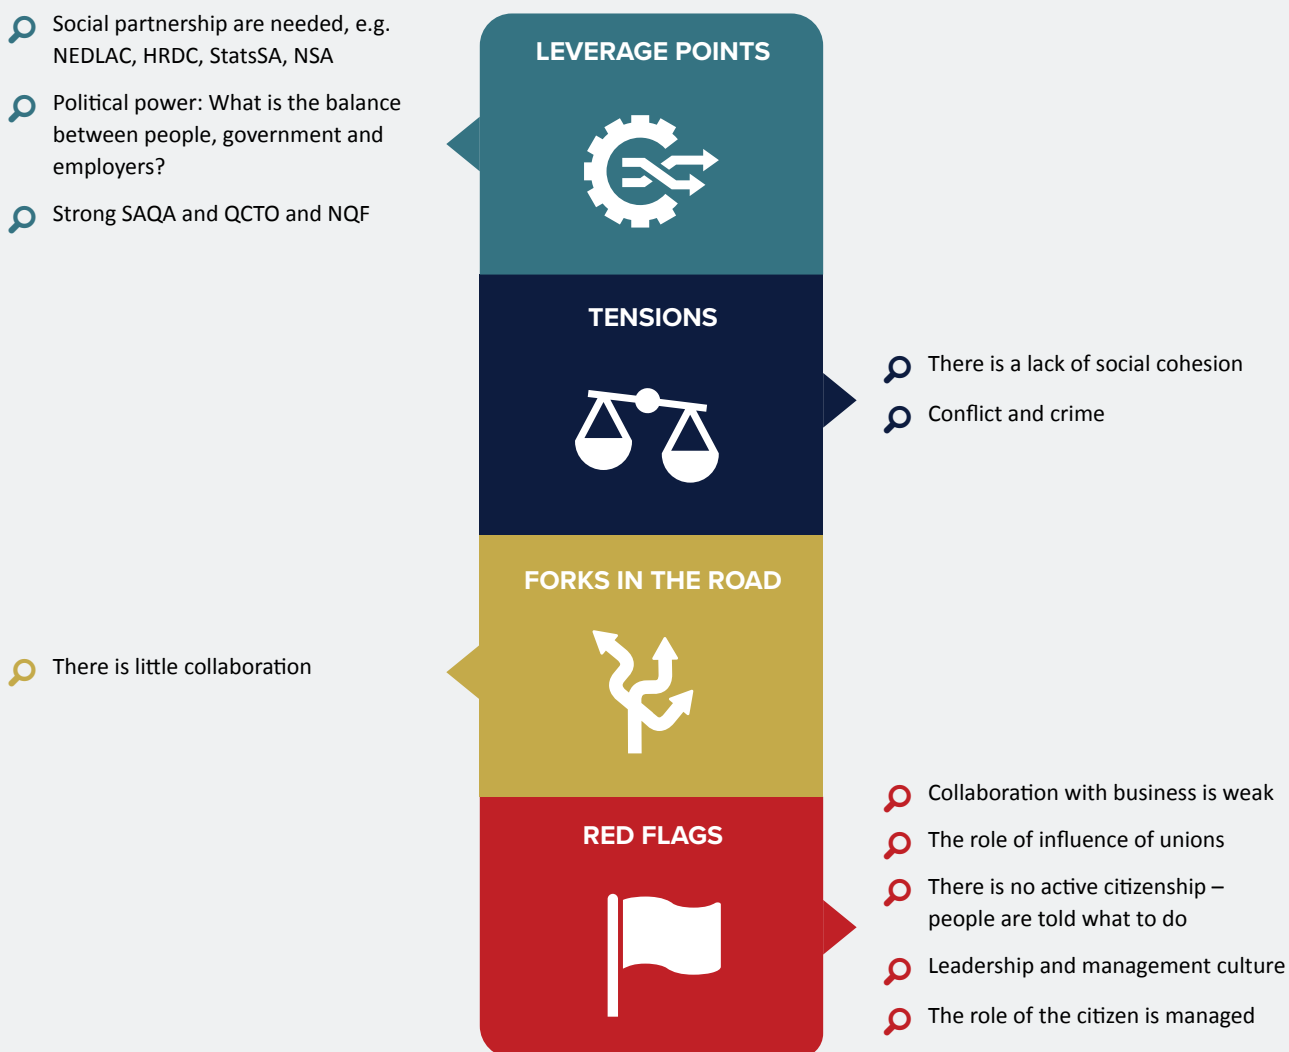 Social partnership are needed, e.g.
NEDLAC, HRDC, StatsSA, NSA
Political power: What is the balance
between people, government and
employers?
Strong SAQA and QCTO and NQF
LEVERAGE POINTS
TENSIONS
There is a lack of social cohesion
Conflict and crime
FORKS IN THE ROAD
There is little collaboration
RED FLAGS
Collaboration with business is weak
The role of influence of unions
There is no active citizenship –
people are told what to do
Leadership and management culture
The role of the citizen is managed